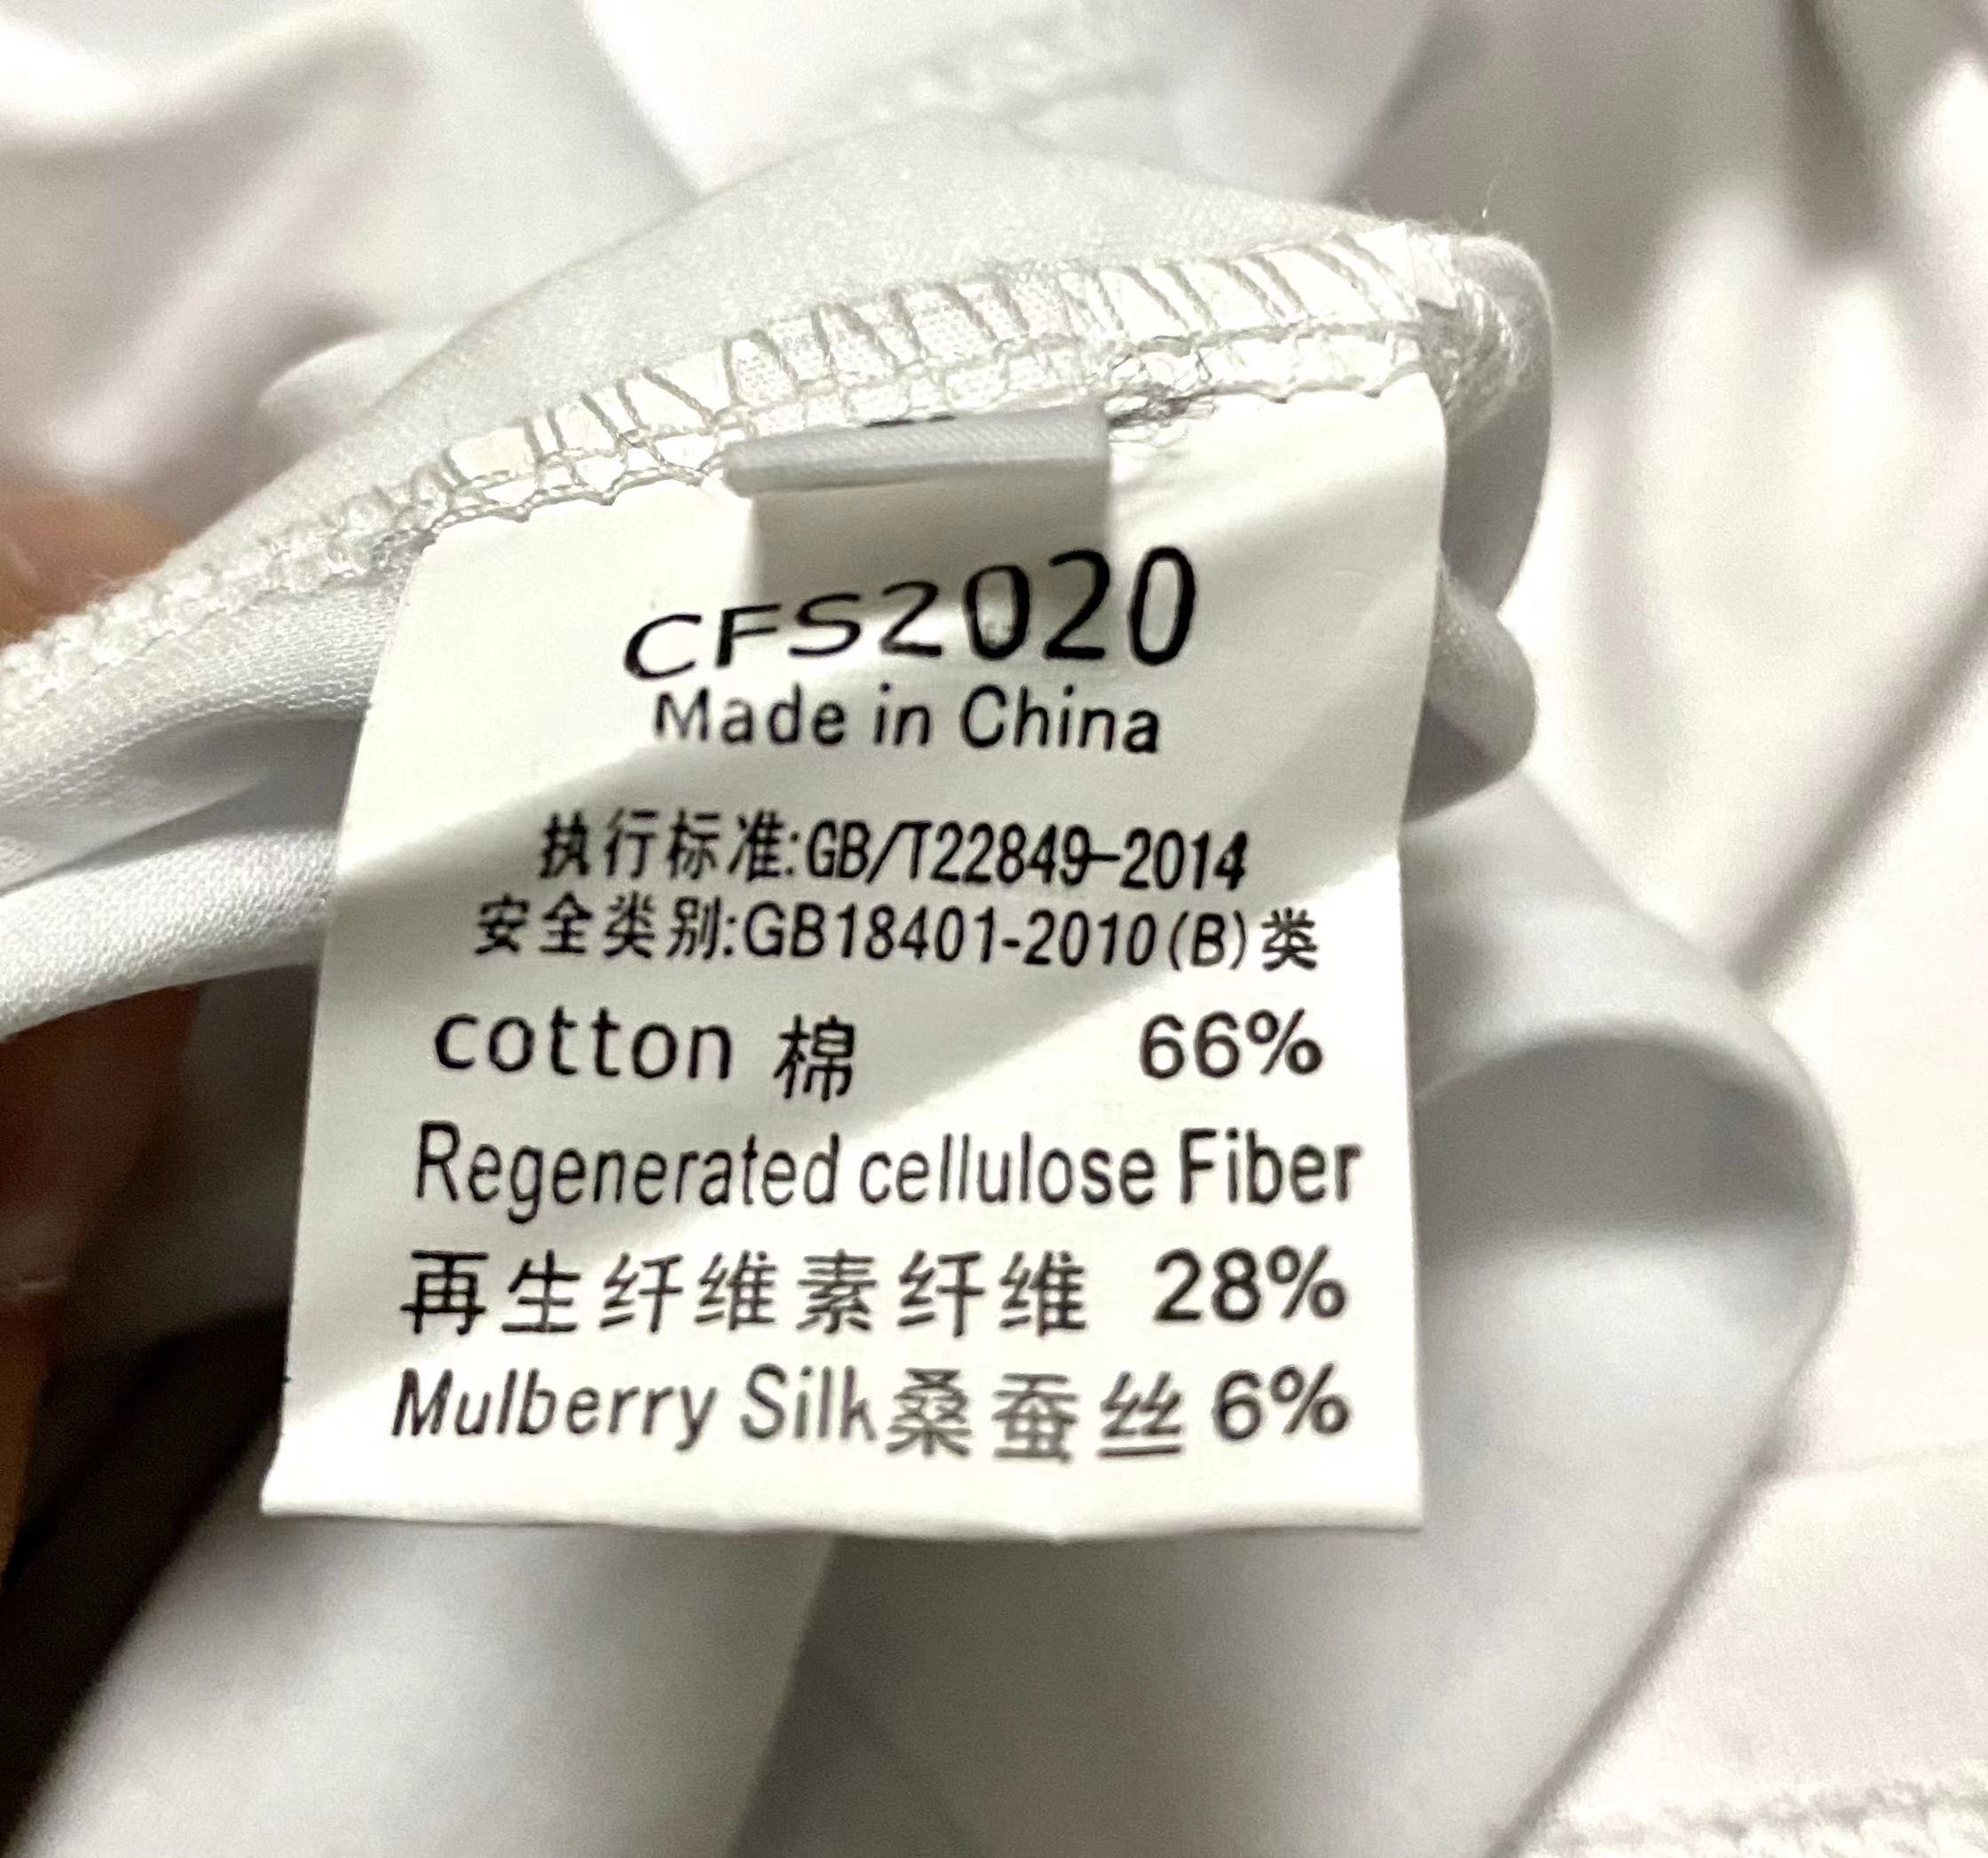 CFS2020
Made in China
执行标准:GB/T22849-2014
安全类别:GB18401-2010(B)类
cotton 棉 66%
Regenerated cellulose Fiber
再生纤维素纤维 28%
Mulberry Silk桑蚕丝 6%